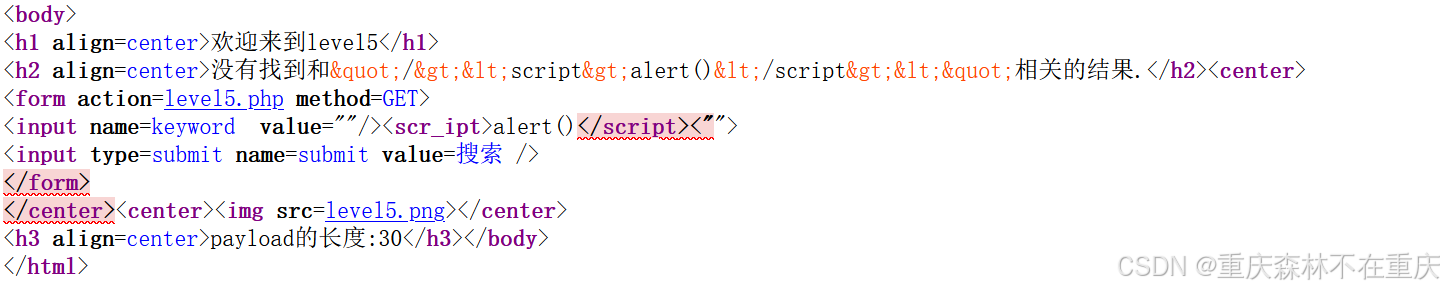 <body>
<h1 align=center>欢迎来到level5</h1>
<h2 align=center>没有找到和&quot;/&gt;&lt;script&gt;alert()&lt;/script&gt;&lt;&quot;相关的结果.</h2><center>
<form action=level5.php method=GET>
<input name=keyword  value=""/><scr_ipt>alert()</script><"">
<input type=submit name=submit value=搜索 />
</form>
</center><center><img src=level5.png></center>
<h3 align=center>payload的长度:30</h3></body>
</html>
CSDN @重庆森林不在重庆